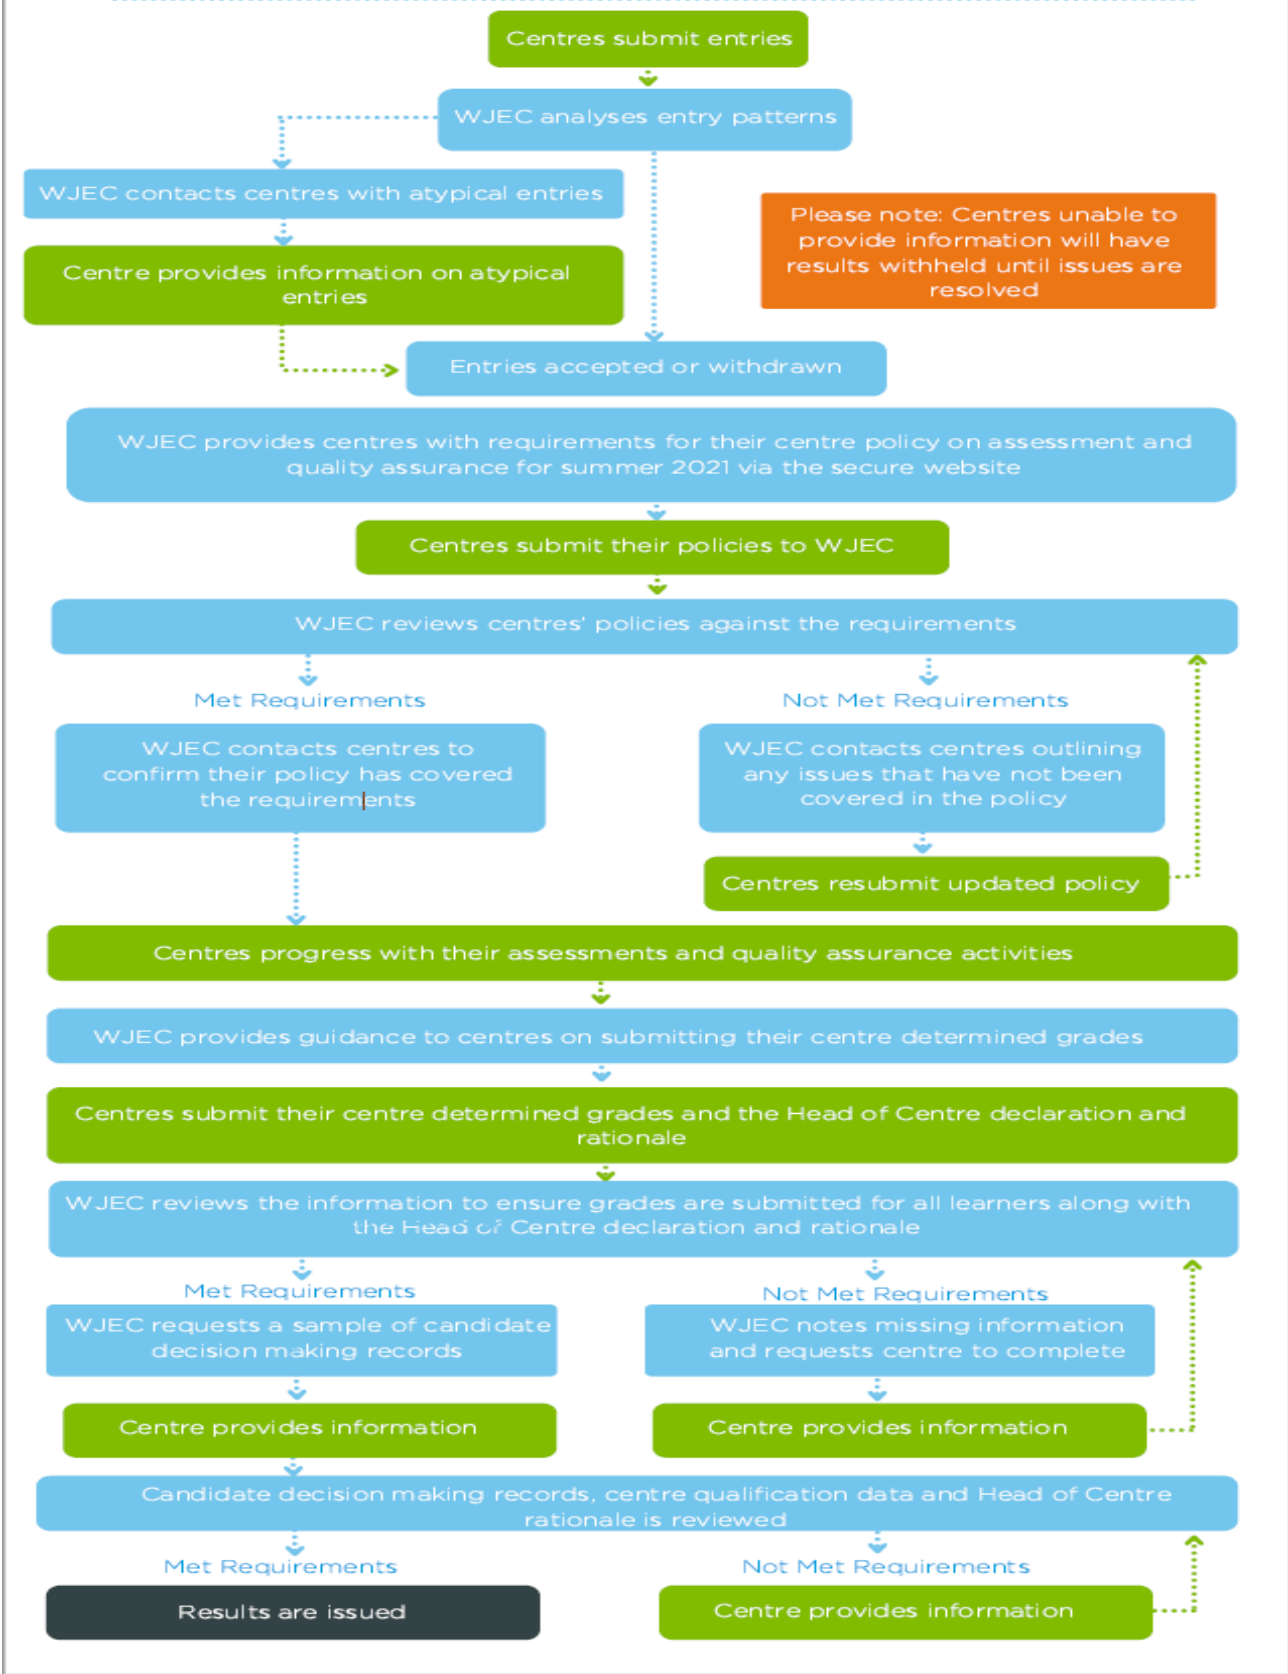 Centres submit entries
WJEC analyses entry patterns
WJEC contacts centres with atypical entries
Please note: Centres unable to
provide information will have
results withheld until issues are
resolved
Centre provides information on atypical
entries
Entries accepted or withdrawn
WJEC provides centres with requirements for their centre policy on assessment and
quality assurance for summer 2021 via the secure website
Centres submit their policies to WJEC
WJEC reviews centres' policies against the requirements
Met Requirements
Not Met Requirements
WJEC contacts centres to
confirm their policy has covered
the requirements
WJEC contacts centres outlining
any issues that have not been
covered in the policy
Centres resubmit updated policy
Centres progress with their assessments and quality assurance activities
WJEC provides guidance to centres on submitting their centre determined grades
Centres submit their centre determined grades and the Head of Centre declaration and
rationale
WJEC reviews the information to ensure grades are submitted for all learners along with
the Head of Centre declaration and rationale
Met Requirements
Not Met Requirements
WJEC requests a sample of candidate
decision making records
WJEC notes missing information
and requests centre to complete
Centre provides information
Centre provides information
Candidate decision making records, centre qualification data and Head of Centre
rationale is reviewed
Met Requirements
Not Met Requirements
Results are issued
Centre provides information